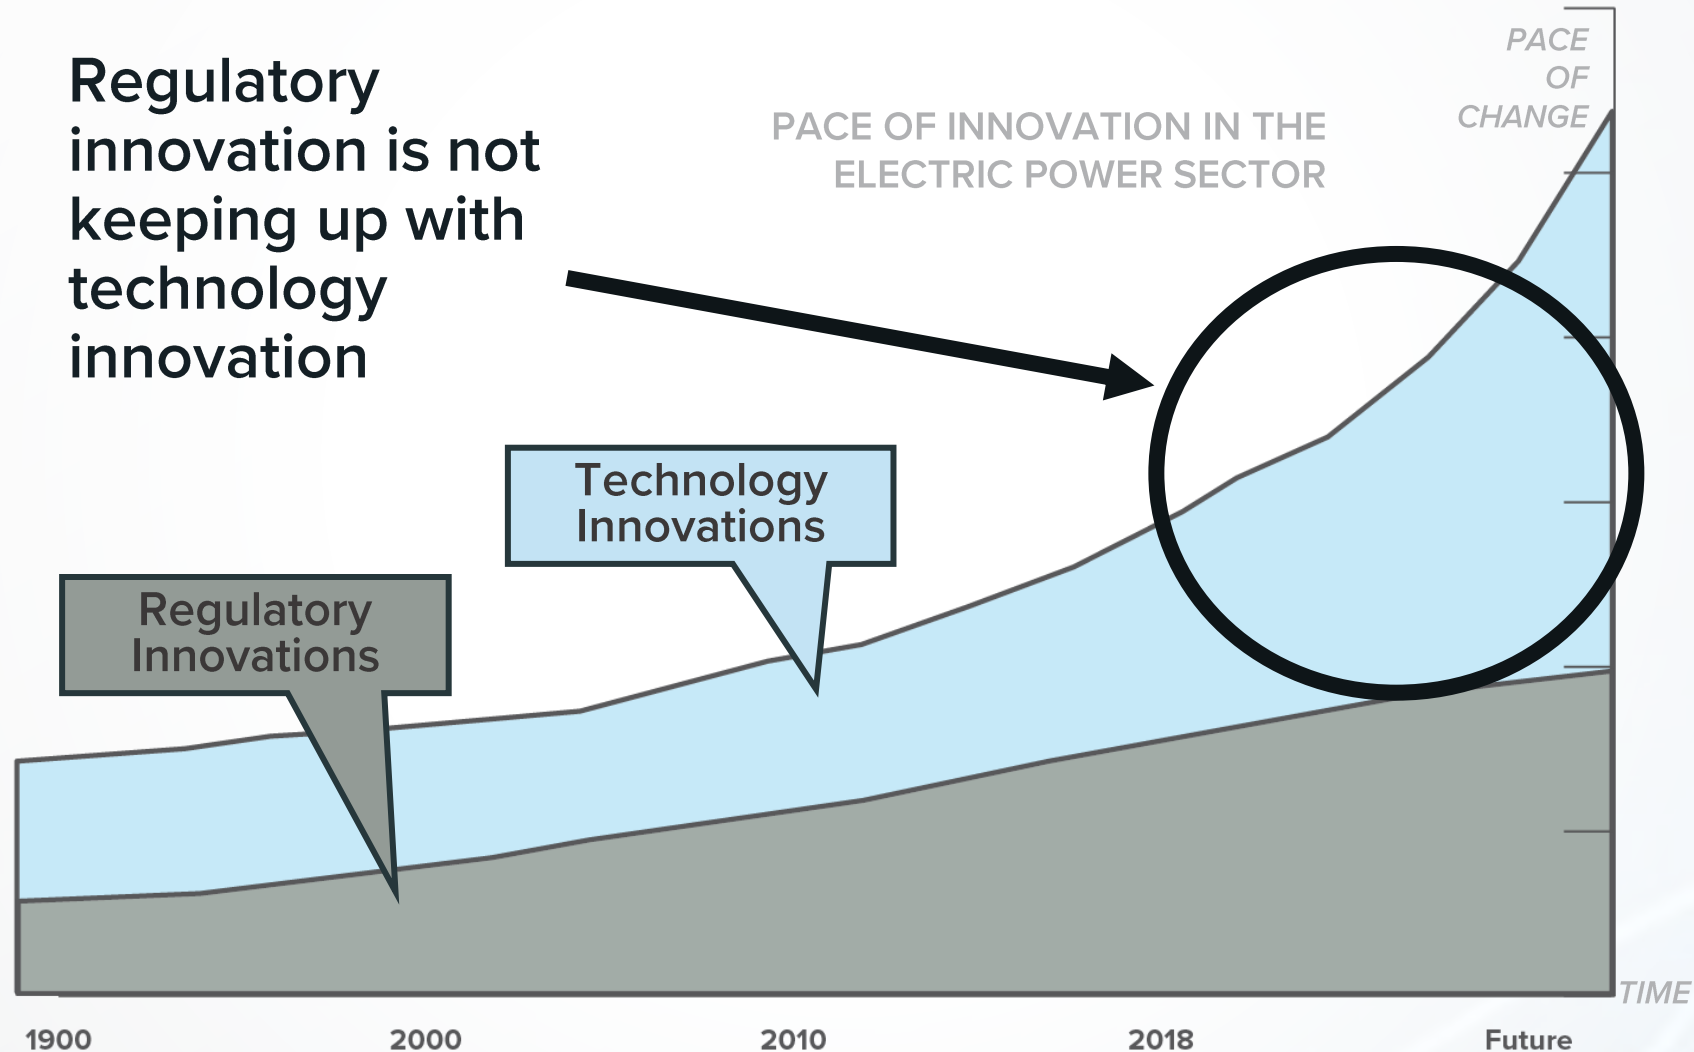 Regulatory
innovation is not
keeping up with
technology
innovation
PACE OF INNOVATION IN THE
ELECTRIC POWER SECTOR
PACE
OF
CHANGE
Technology
Innovations
Regulatory
Innovations
TIME
1900 2000 2010 2018 Future